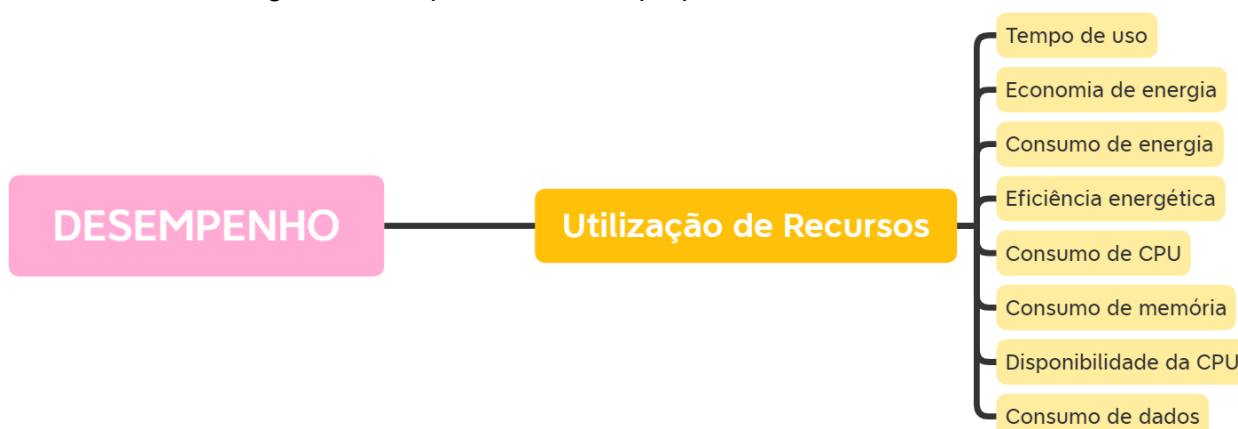 DESEMPENHO
Utilização de Recursos
Tempo de uso
Economia de energia
Consumo de energia
Eficiência energética
Consumo de CPU
Consumo de memória
Disponibilidade da CPU
Consumo de dados